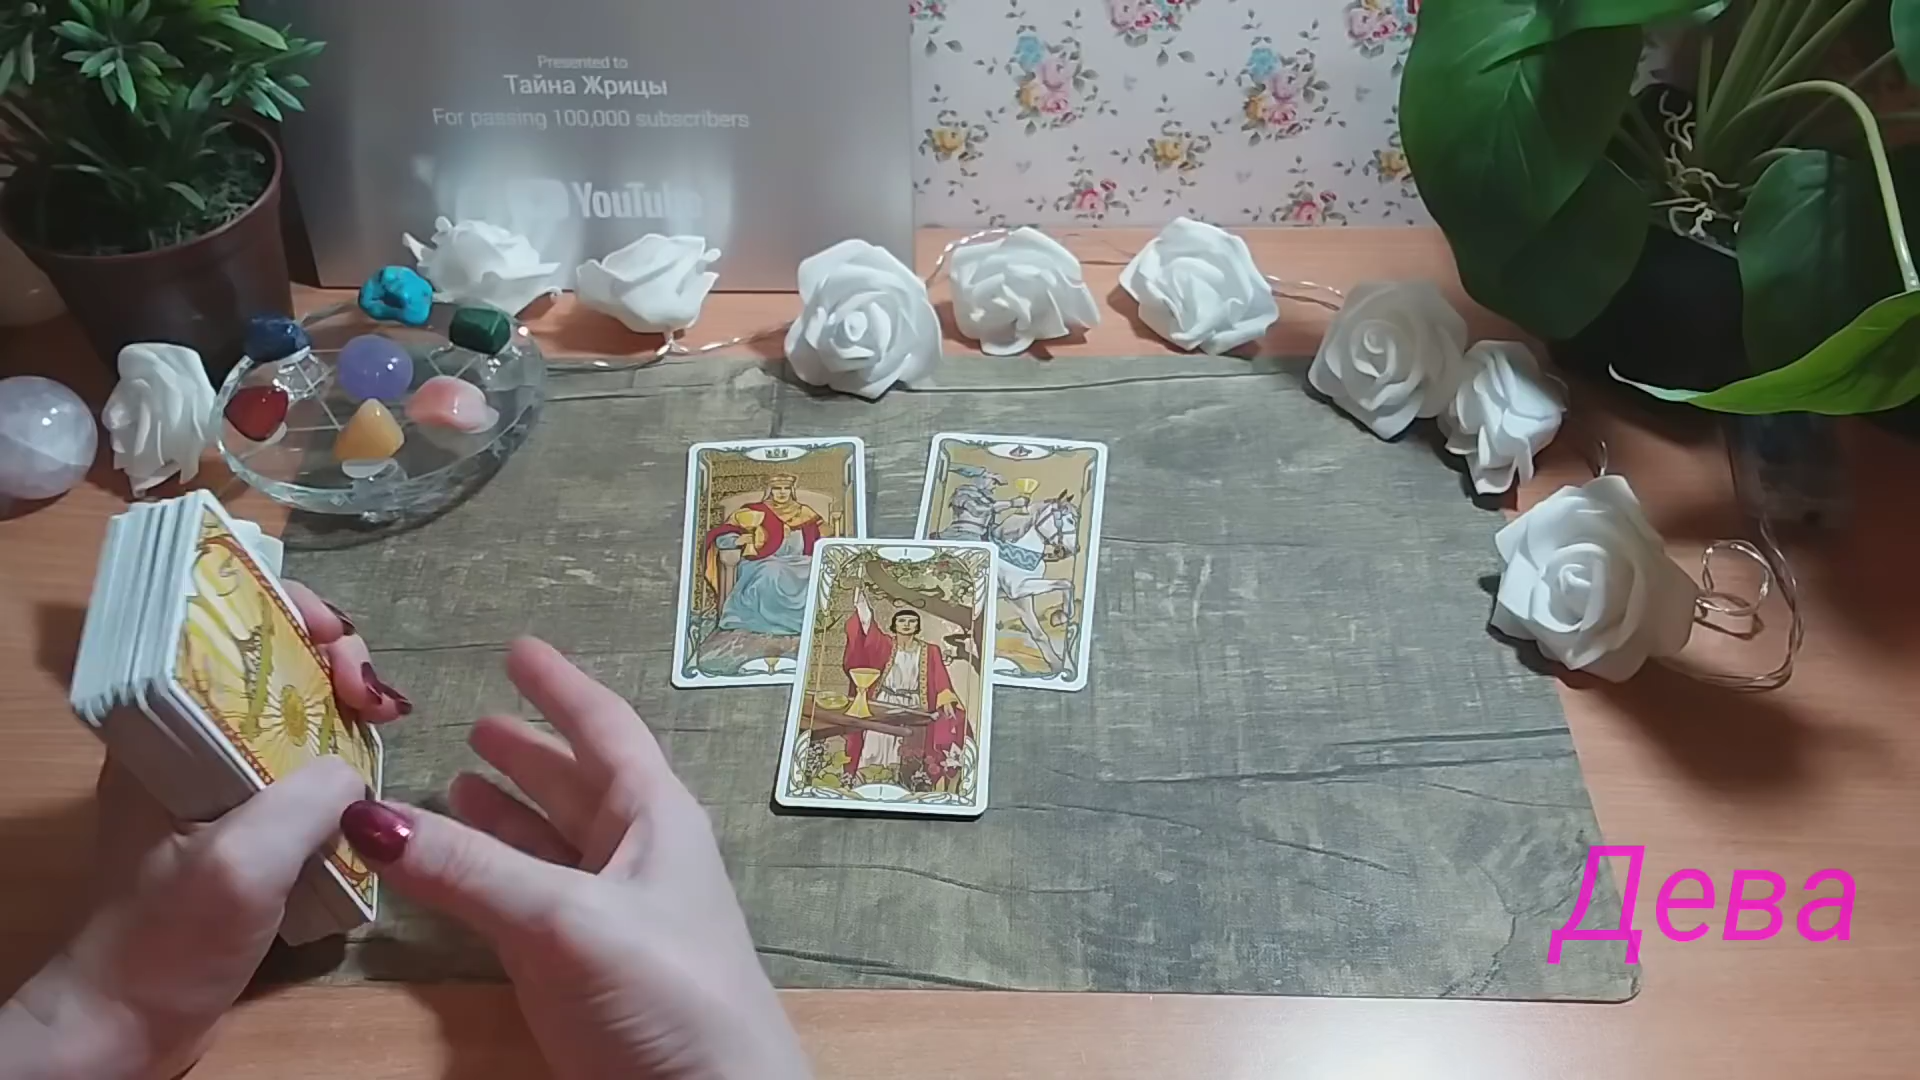 Presented to
Тайна Жрицы
For passing 100,000 subscribers
YouTube
I
I
Дева